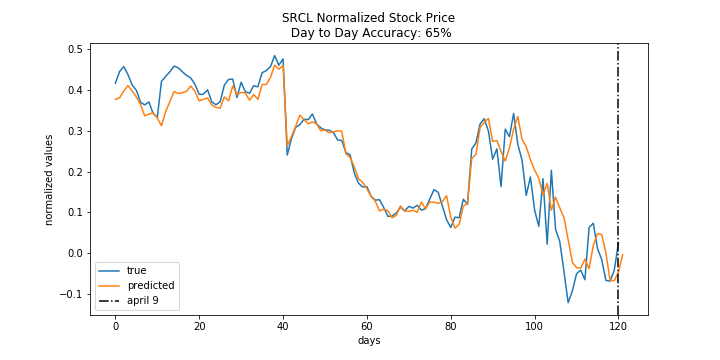 SRCL Normalized Stock Price
Day to Day Accuracy: 65%
0.5
0.4
0.3
0.2
0.1
0.0
−0.1
normalized values
true
predicted
april 9
0 20 40 60 80 100 120
days